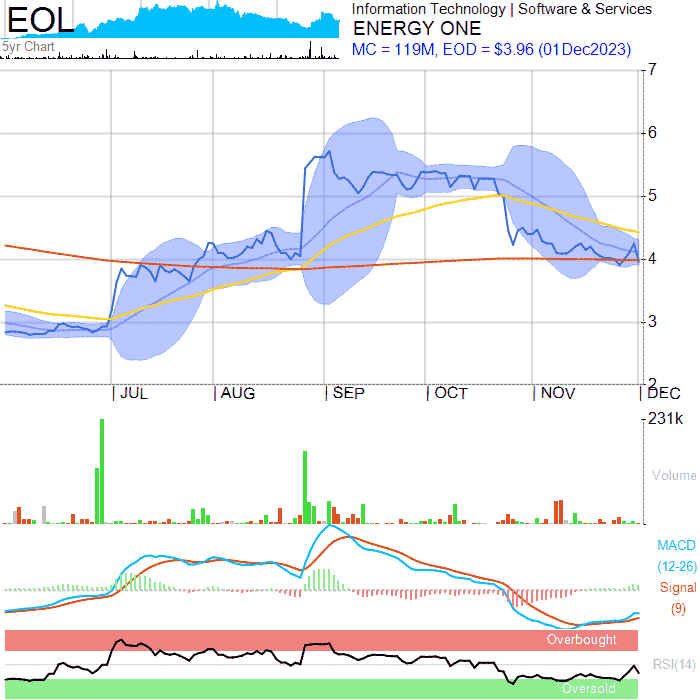 EOL
5yr Chart
Information Technology | Software & Services
ENERGY ONE
MC = 119M, EOD = $3.96 (01Dec2023)
7
6
5
4
3
2
JUL
AUG
SEP
OCT
NOV
DEC
231k
Volume
MACD
(12-26)
Signal
(9)
Overbought
RSI(14)
Oversold